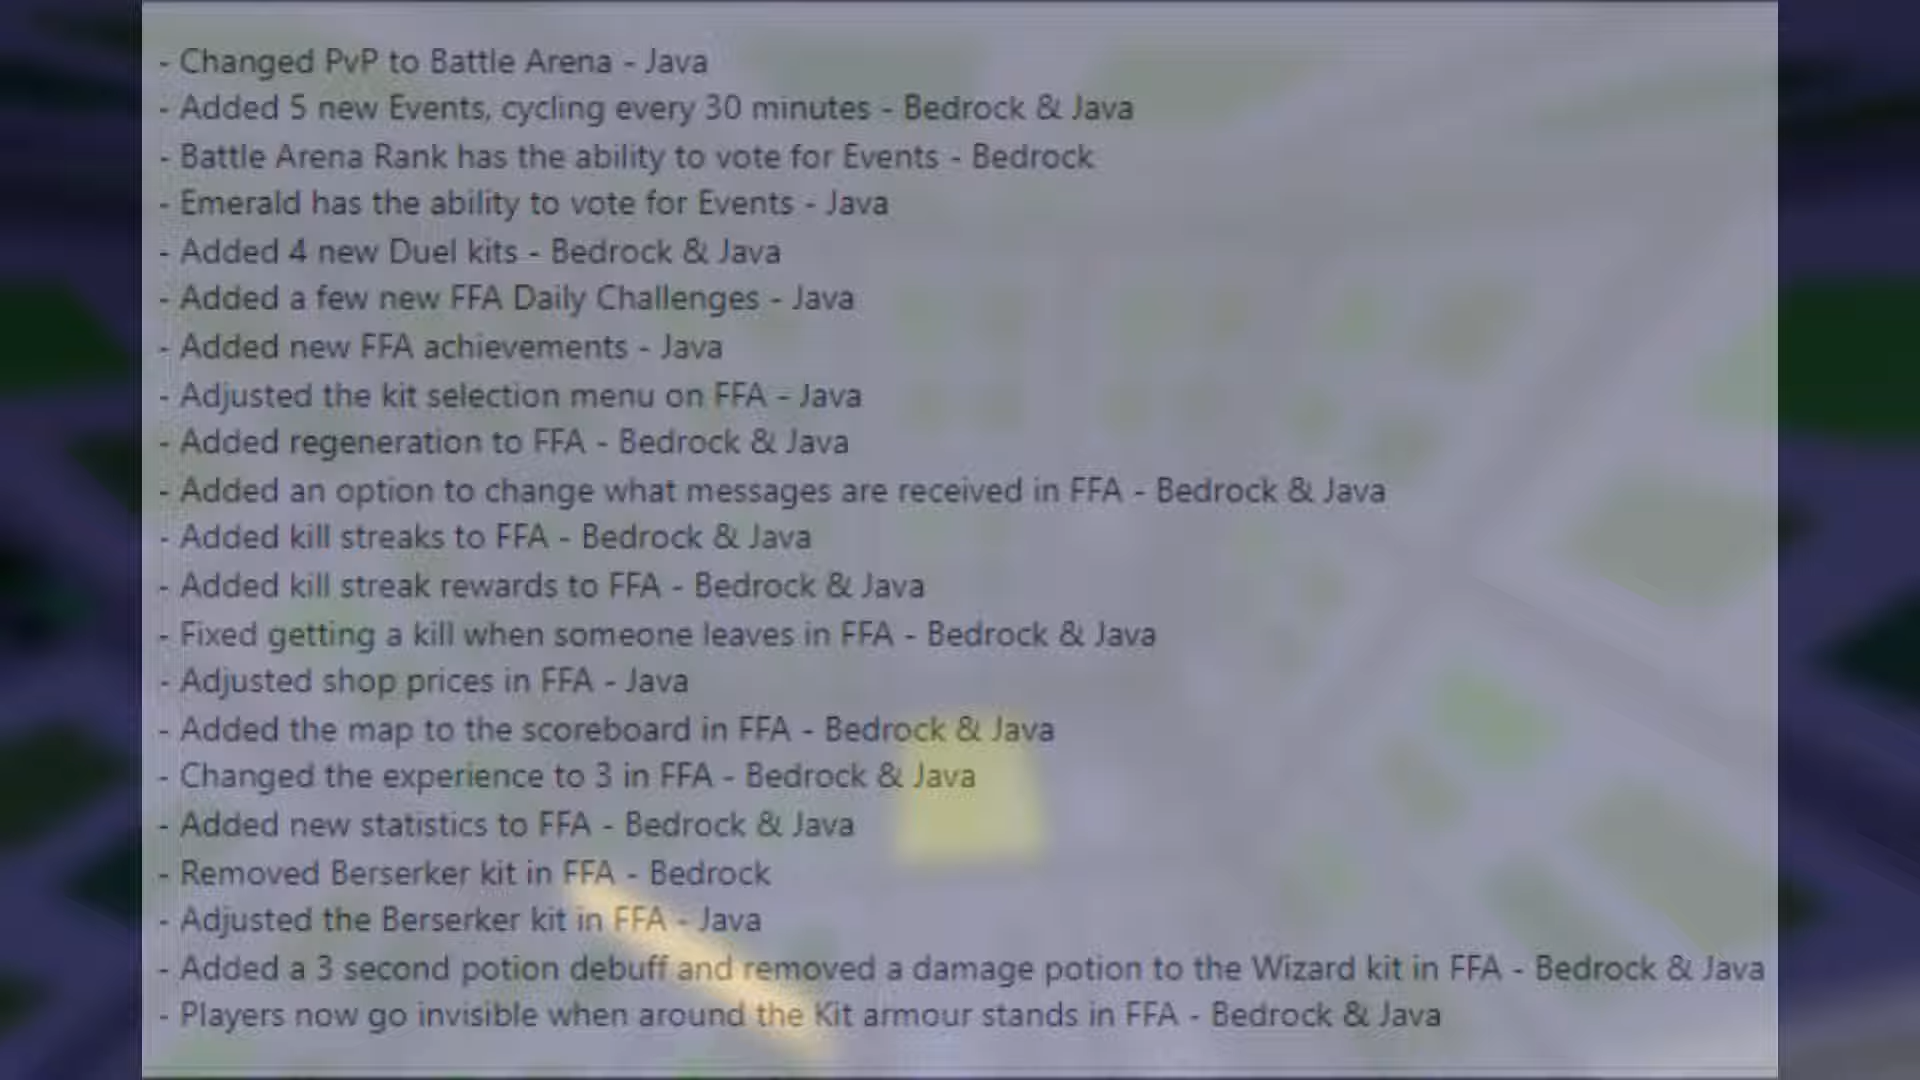 - Changed PvP to Battle Arena - Java
- Added 5 new Events, cycling every 30 minutes - Bedrock & Java
- Battle Arena Rank has the ability to vote for Events - Bedrock
- Emerald has the ability to vote for Events - Java
- Added 4 new Duel kits - Bedrock & Java
- Added a few new FFA Daily Challenges - Java
- Added new FFA achievements - Java
- Adjusted the kit selection menu on FFA - Java
- Added regeneration to FFA - Bedrock & Java
- Added an option to change what messages are received in FFA - Bedrock & Java
- Added kill streaks to FFA - Bedrock & Java
- Added kill streak rewards to FFA - Bedrock & Java
- Fixed getting a kill when someone leaves in FFA - Bedrock & Java
- Adjusted shop prices in FFA - Java
- Added the map to the scoreboard in FFA - Bedrock & Java
- Changed the experience to 3 in FFA - Bedrock & Java
- Added new statistics to FFA - Bedrock & Java
- Removed Berserker kit in FFA - Bedrock
- Adjusted the Berserker kit in FFA - Java
- Added a 3 second potion debuff and removed a damage potion to the Wizard kit in FFA - Bedrock & Java
- Players now go invisible when around the Kit armour stands in FFA - Bedrock & Java